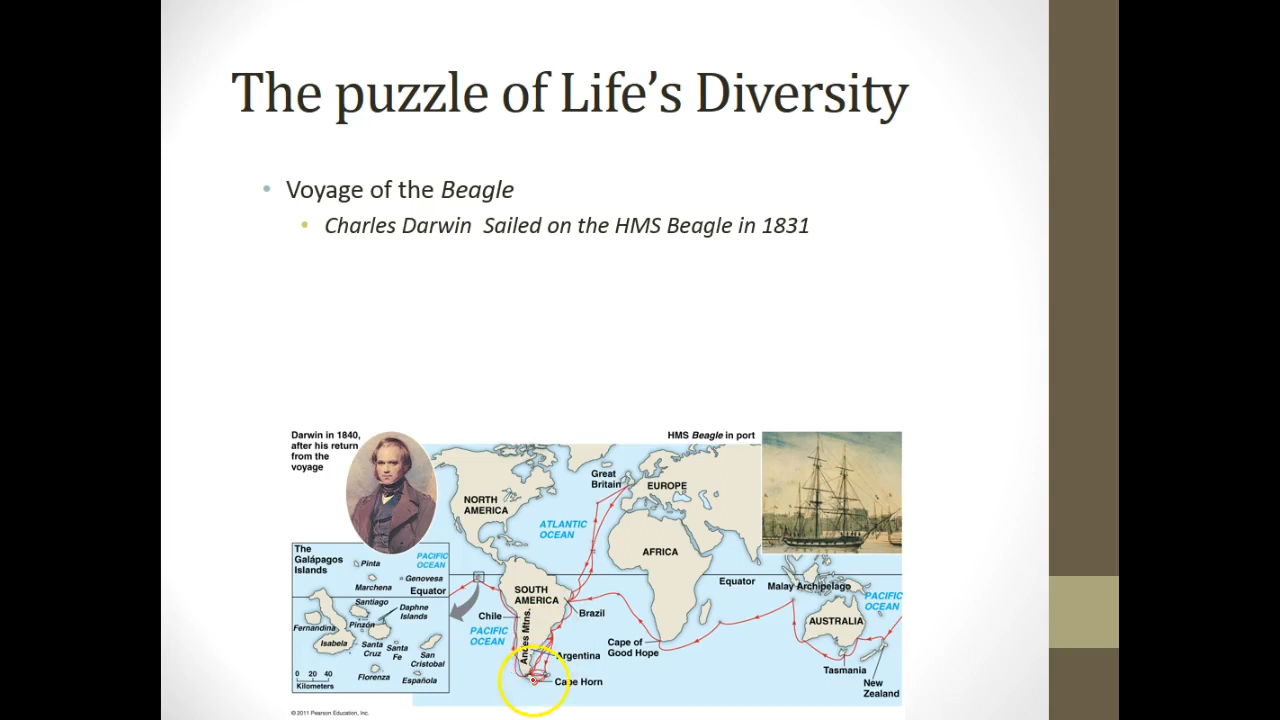 The puzzle of Life's Diversity
Voyage of the Beagle
Charles Darwin Sailed on the HMS Beagle in 1831
Darwin in 1840,
after his return
from the
voyage
HMS Beagle in port
Great
Britain
EUROPE
NORTH
AMERICA
ATLANTIC
OCEAN
AFRICA
The
Galápagos
Islands
PACIFIC
OCEAN
Pinta
Genovesa
Marchena
Equator
Santiago
Daphne
Islands
Fernandina
Pinzón
Isabela
Santa
Cruz
Santa
Fe
San
Cristobal
Florenza
Española
0 20 40
Kilometers
SOUTH
AMERICA
Chile
Brazil
PACIFIC
OCEAN
Andes Mtns.
Argentina
Cape Horn
Cape of
Good Hope
Equator
Malay Archipelago
PACIFIC
OCEAN
AUSTRALIA
Tasmania
New
Zealand
© 2011 Pearson Education, Inc.